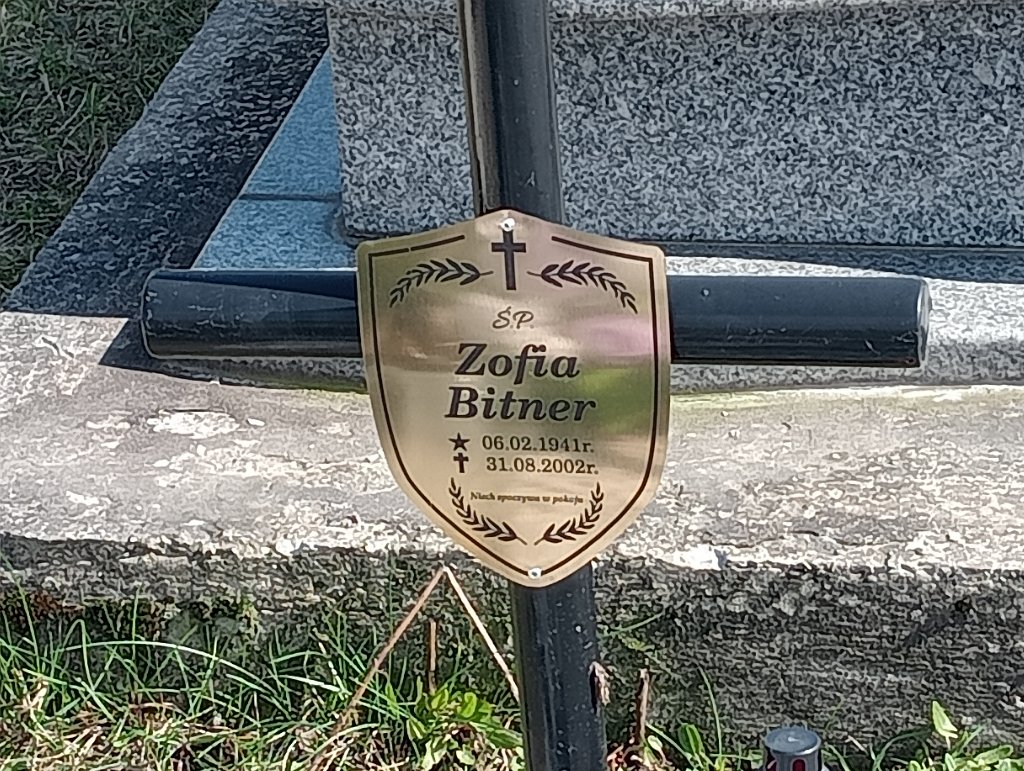 Ś.P.
Zofia
Bitner
06.02.1941r.
31.08.2002r.
Niech spoczywa w pokoju